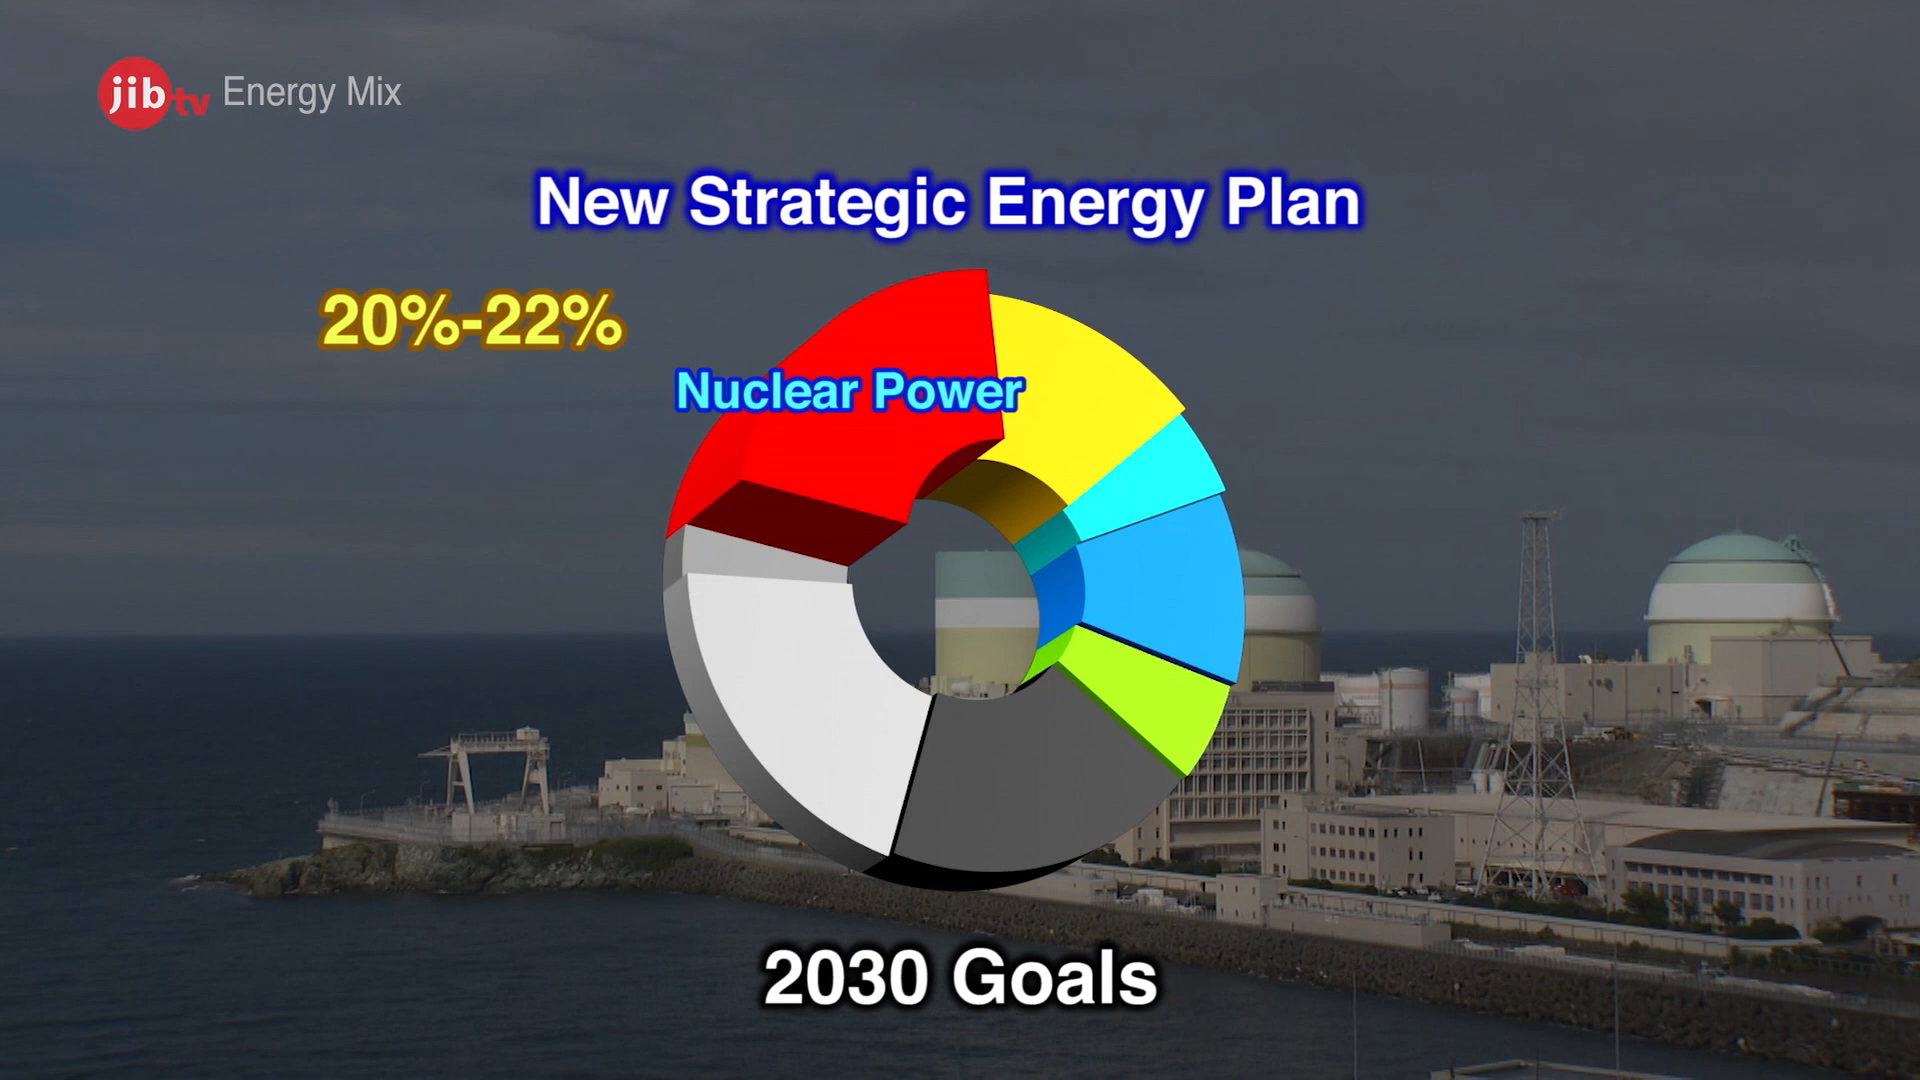 jibtv Energy Mix
New Strategic Energy Plan
20%-22%
Nuclear Power
2030 Goals